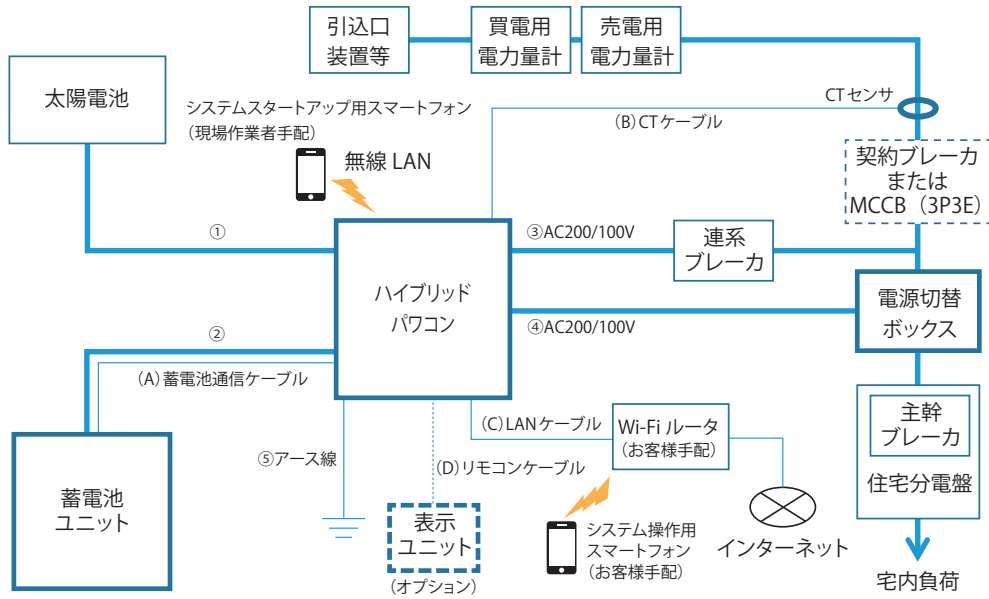 引込口
装置等
買電用
電力量計
売電用
電力量計
太陽電池
システムスタートアップ用スマートフォン
（現場作業者手配）
無線 LAN
CTセンサ
（B）CTケーブル
契約ブレーカ
または
MCCB（3P3E）
①
③AC200/100V
連系
ブレーカ
ハイブリッド
パワコン
④AC200/100V
電源切替
ボックス
②
（A）蓄電池通信ケーブル
主幹
ブレーカ
住宅分電盤
（C）LANケーブル
Wi-Fi ルータ
（お客様手配）
⑤アース線
（D）リモコンケーブル
蓄電池
ユニット
表示
ユニット
（オプション）
システム操作用
スマートフォン
（お客様手配）
インターネット
宅内負荷